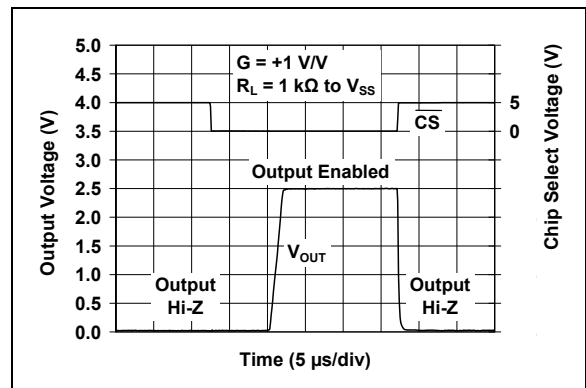 5.0
4.5
4.0
3.5
3.0
2.5
2.0
1.5
1.0
0.5
0.0
Output Voltage (V)
G = +1 V/V
R_L = 1 kΩ to V_SS
5
0
Chip Select Voltage (V)
C̅S̅
Output Enabled
V_OUT
Output
Hi-Z
Output
Hi-Z
Time (5 µs/div)